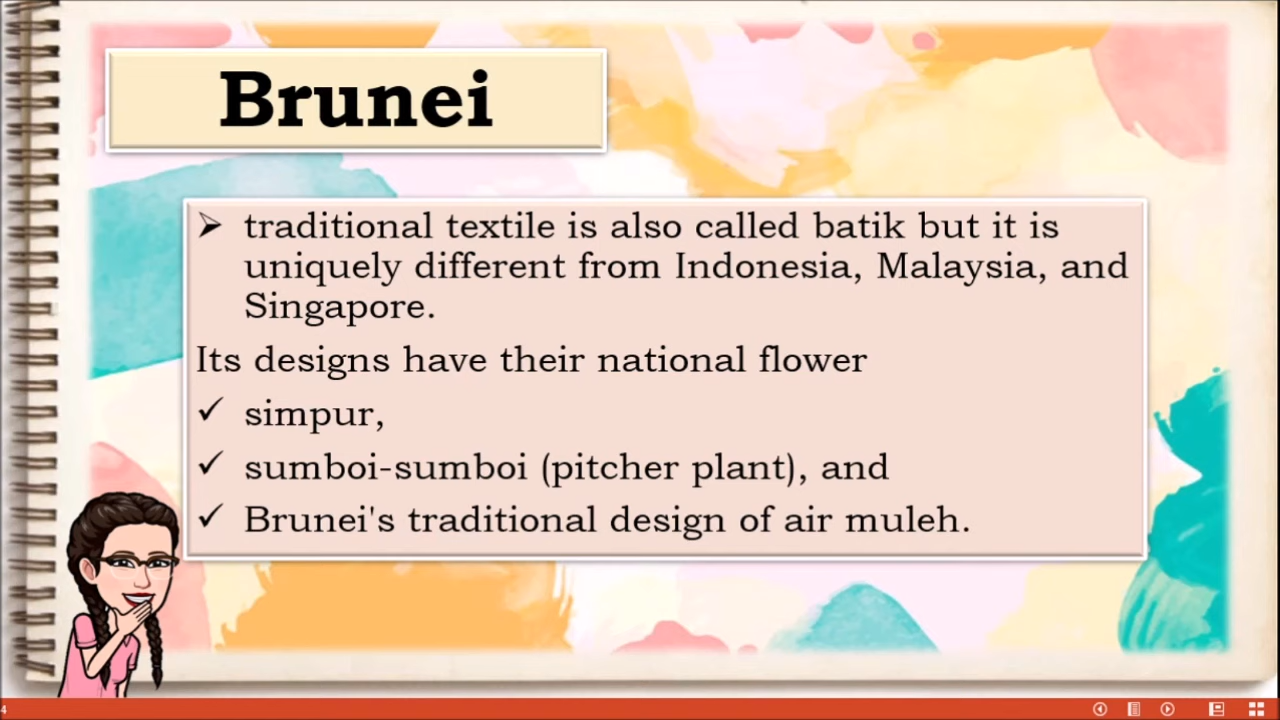 Brunei
traditional textile is also called batik but it is
uniquely different from Indonesia, Malaysia, and
Singapore.
Its designs have their national flower
simpur,
sumboi-sumboi (pitcher plant), and
Brunei's traditional design of air muleh.
4